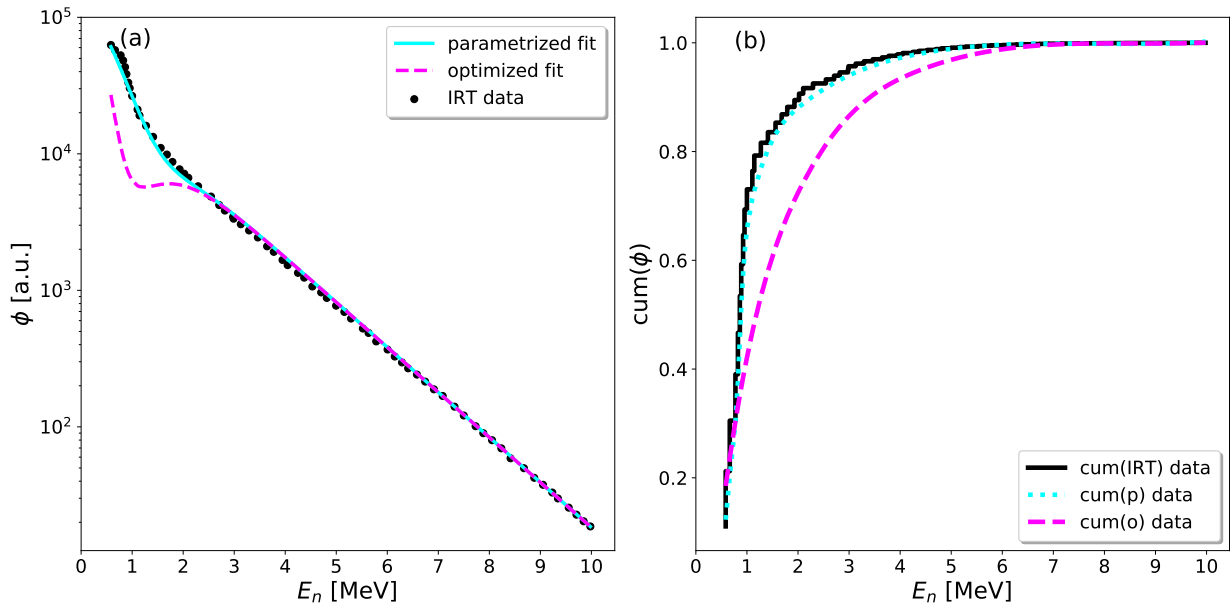 (a)
parametrized fit
optimized fit
IRT data
ϕ [a.u.]
10^5
10^4
10^3
10^2
0 1 2 3 4 5 6 7 8 9 10
E_n [MeV]
(b)
cum(ϕ)
1.0
0.8
0.6
0.4
0.2
cum(IRT) data
cum(p) data
cum(o) data
0 1 2 3 4 5 6 7 8 9 10
E_n [MeV]